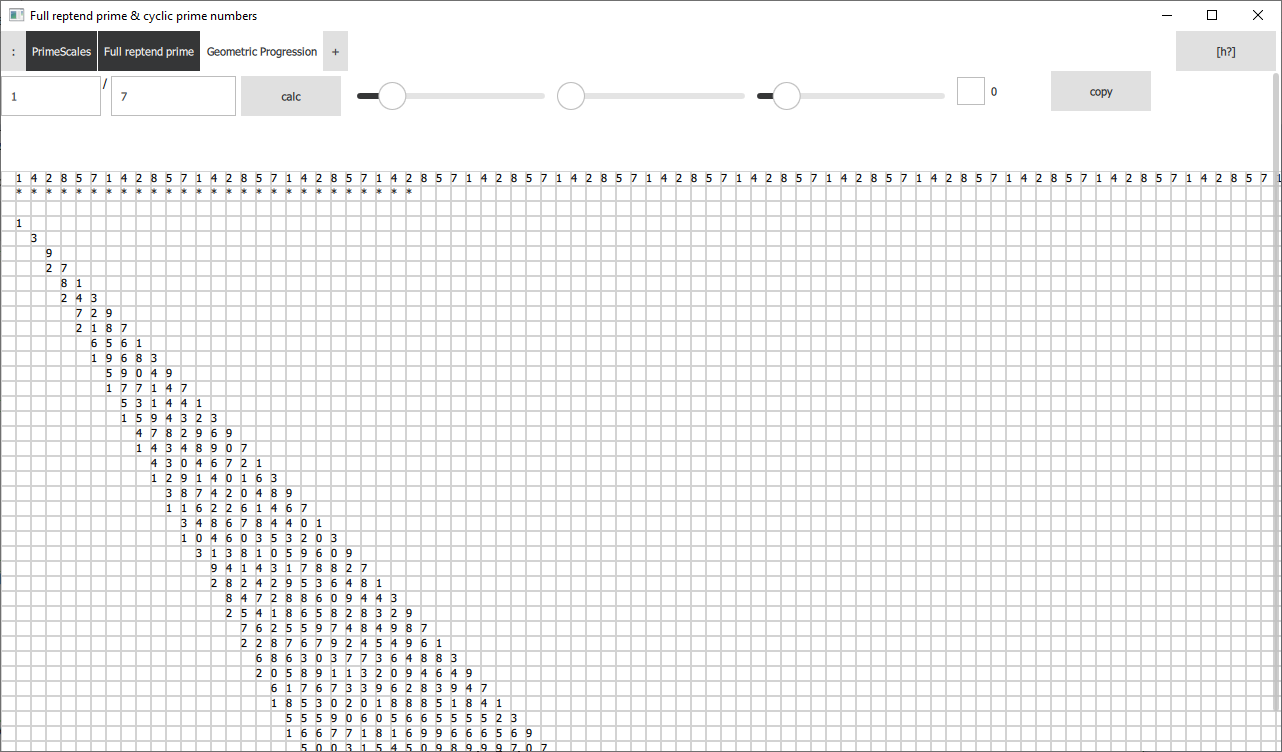 Full reptend prime & cyclic prime numbers
: PrimeScales Full reptend prime Geometric Progression + [h?]
1 / 7 calc 0 copy
1 4 2 8 5 7 1 4 2 8 5 7 1 4 2 8 5 7 1 4 2 8 5 7 1 4 2 8 5 7 1 4 2 8 5 7 1 4 2 8 5 7 1 4 2 8 5 7 1 4 2 8 5 7 1 4 2 8 5 7 1 4 2 8 5 7 1 4 2 8 5 7 1 4 2 8 5 7 1 4 2 8 5 7 1
* * * * * * * * * * * * * * * * * * * * * * * * * * *
1
3
9
2 7
8 1
2 4 3
7 2 9
2 1 8 7
6 5 6 1
1 9 6 8 3
5 9 0 4 9
1 7 7 1 4 7
5 3 1 4 4 1
1 5 9 4 3 2 3
4 7 8 2 9 6 9
1 4 3 4 8 9 0 7
4 3 0 4 6 7 2 1
1 2 9 1 4 0 1 6 3
3 8 7 4 2 0 4 8 9
1 1 6 2 2 6 1 4 6 7
3 4 8 6 7 8 4 4 0 1
1 0 4 6 0 3 5 3 2 0 3
3 1 3 8 1 0 5 9 6 0 9
9 4 1 4 3 1 7 8 8 2 7
2 8 2 4 2 9 5 3 6 4 8 1
8 4 7 2 8 8 6 0 9 4 4 3
2 5 4 1 8 6 5 8 2 8 3 2 9
7 6 2 5 5 9 7 4 8 4 9 8 7
2 2 8 7 6 7 9 2 4 5 4 9 6 1
6 8 6 3 0 3 7 7 3 6 4 8 8 3
2 0 5 8 9 1 1 3 2 0 9 4 6 4 9
6 1 7 6 7 3 3 9 6 2 8 3 9 4 7
1 8 5 3 0 2 0 1 8 8 8 5 1 8 4 1
5 5 5 9 0 6 0 5 6 6 5 5 5 5 2 3
1 6 6 7 7 1 8 1 6 9 9 6 6 6 5 6 9
5 0 0 3 1 5 4 5 0 9 8 9 9 9 7 0 7